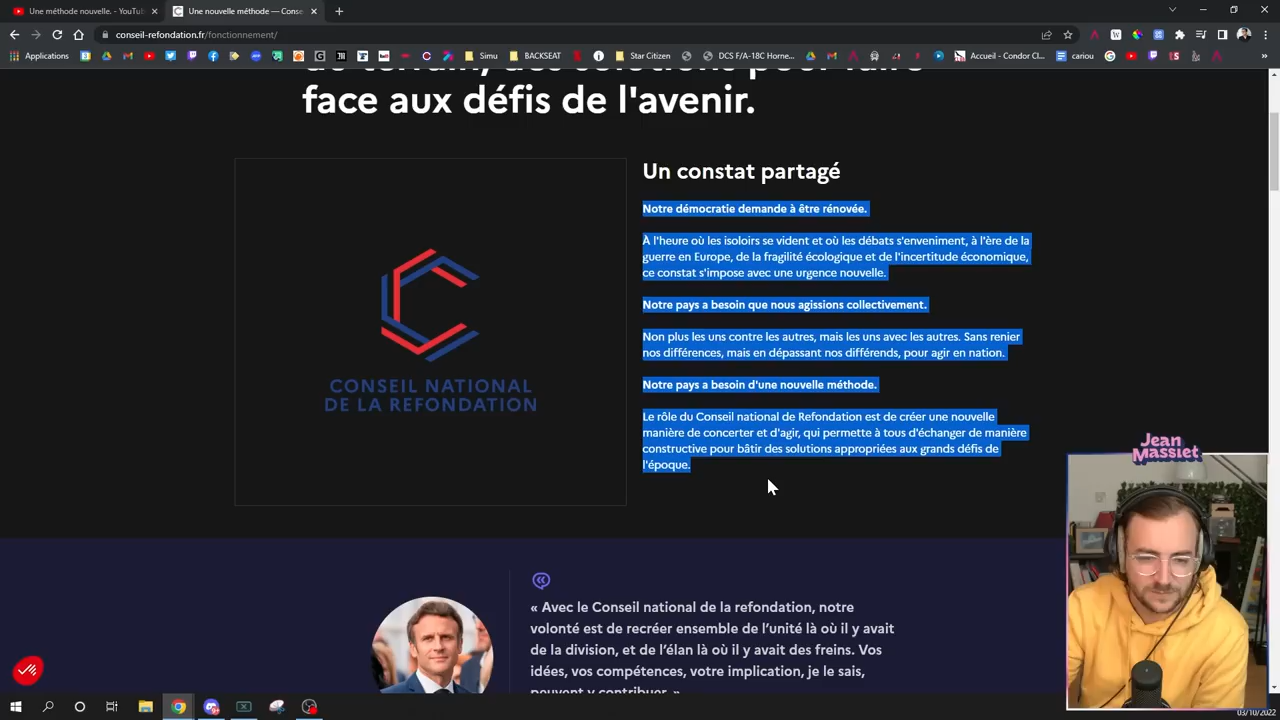 Une méthode nouvelle. - YouTub
Une nouvelle méthode — Conse
conseil-refondation.fr/fonctionnement/
Applications
Simu
BACKSEAT
Star Citizen
DCS F/A-18C Horne...
Accueil - Condor Cl...
cariou
face aux défis de l'avenir.
Un constat partagé
Notre démocratie demande à être rénovée.
À l'heure où les isoloirs se vident et où les débats s'enveniment, à l'ère de la
guerre en Europe, de la fragilité écologique et de l'incertitude économique,
ce constat s'impose avec une urgence nouvelle.
Notre pays a besoin que nous agissions collectivement.
Non plus les uns contre les autres, mais les uns avec les autres. Sans renier
nos différences, mais en dépassant nos différends, pour agir en nation.
Notre pays a besoin d'une nouvelle méthode.
Le rôle du Conseil national de Refondation est de créer une nouvelle
manière de concerter et d'agir, qui permette à tous d'échanger de manière
constructive pour bâtir des solutions appropriées aux grands défis de
l'époque.
CONSEIL NATIONAL
DE LA REFONDATION
Jean
Massiet
« Avec le Conseil national de la refondation, notre
volonté est de recréer ensemble de l’unité là où il y avait
de la division, et de l’élan là où il y avait des freins. Vos
idées, vos compétences, votre implication, je le sais,
peuvent y contribuer. »
03/10/2022